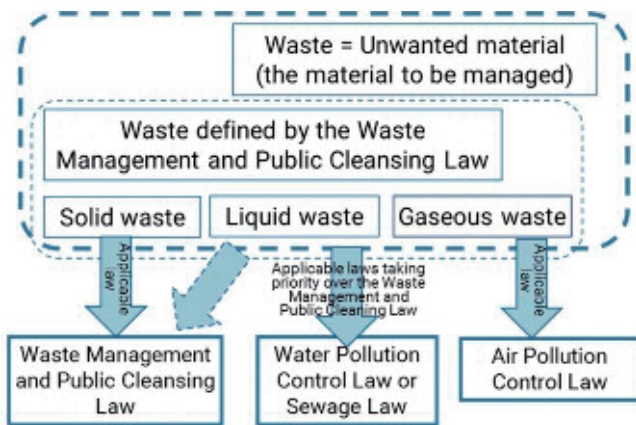 Waste = Unwanted material
(the material to be managed)
Waste defined by the Waste
Management and Public Cleansing Law
Solid waste
Liquid waste
Gaseous waste
Applicable
law
Applicable laws taking
priority over the Waste
Management and
Public Cleaning Law
Applicable
law
Waste Management
and Public Cleansing
Law
Water Pollution
Control Law or
Sewage Law
Air Pollution
Control Law